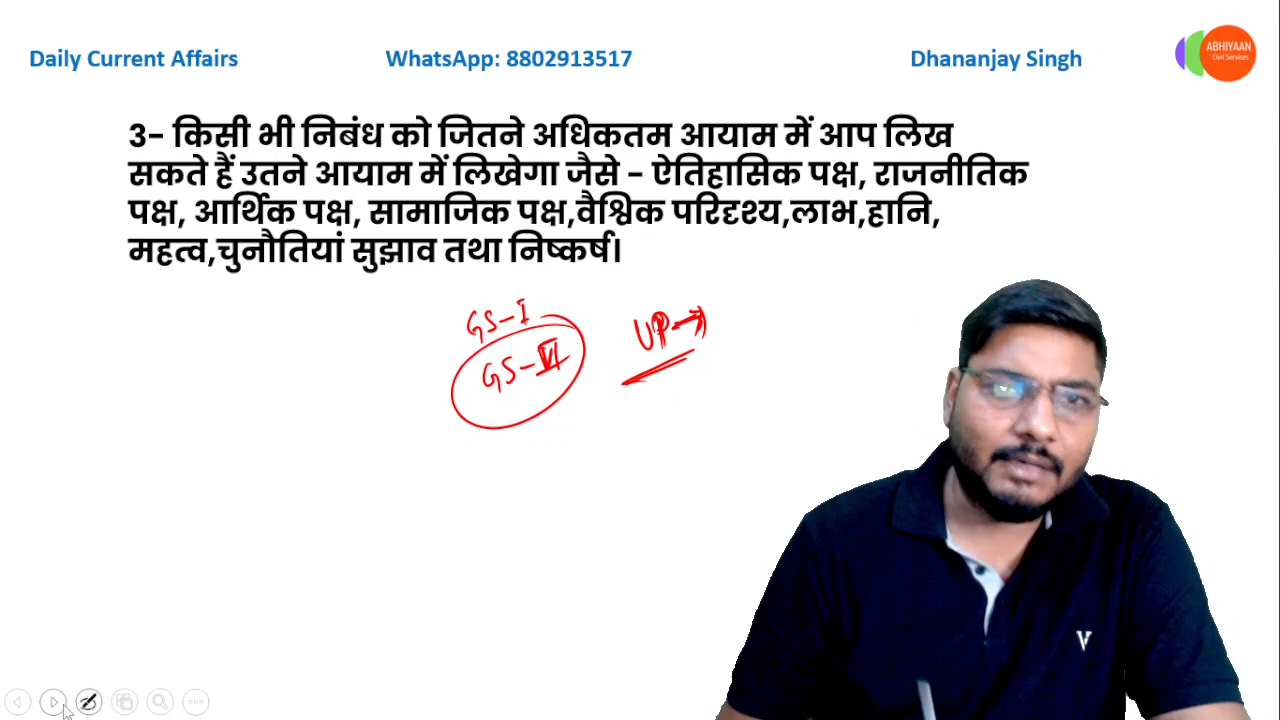 Daily Current Affairs WhatsApp: 8802913517 Dhananjay Singh
ABHIYAAN
Civil Services
3- किसी भी निबंध को जितने अधिकतम आयाम में आप लिख
सकते हैं उतने आयाम में लिखेगा जैसे - ऐतिहासिक पक्ष, राजनीतिक
पक्ष, आर्थिक पक्ष, सामाजिक पक्ष,वैश्विक परिदृश्य,लाभ,हानि,
महत्व,चुनौतियां सुझाव तथा निष्कर्ष।
GS-I
GS-VI
UP→
V